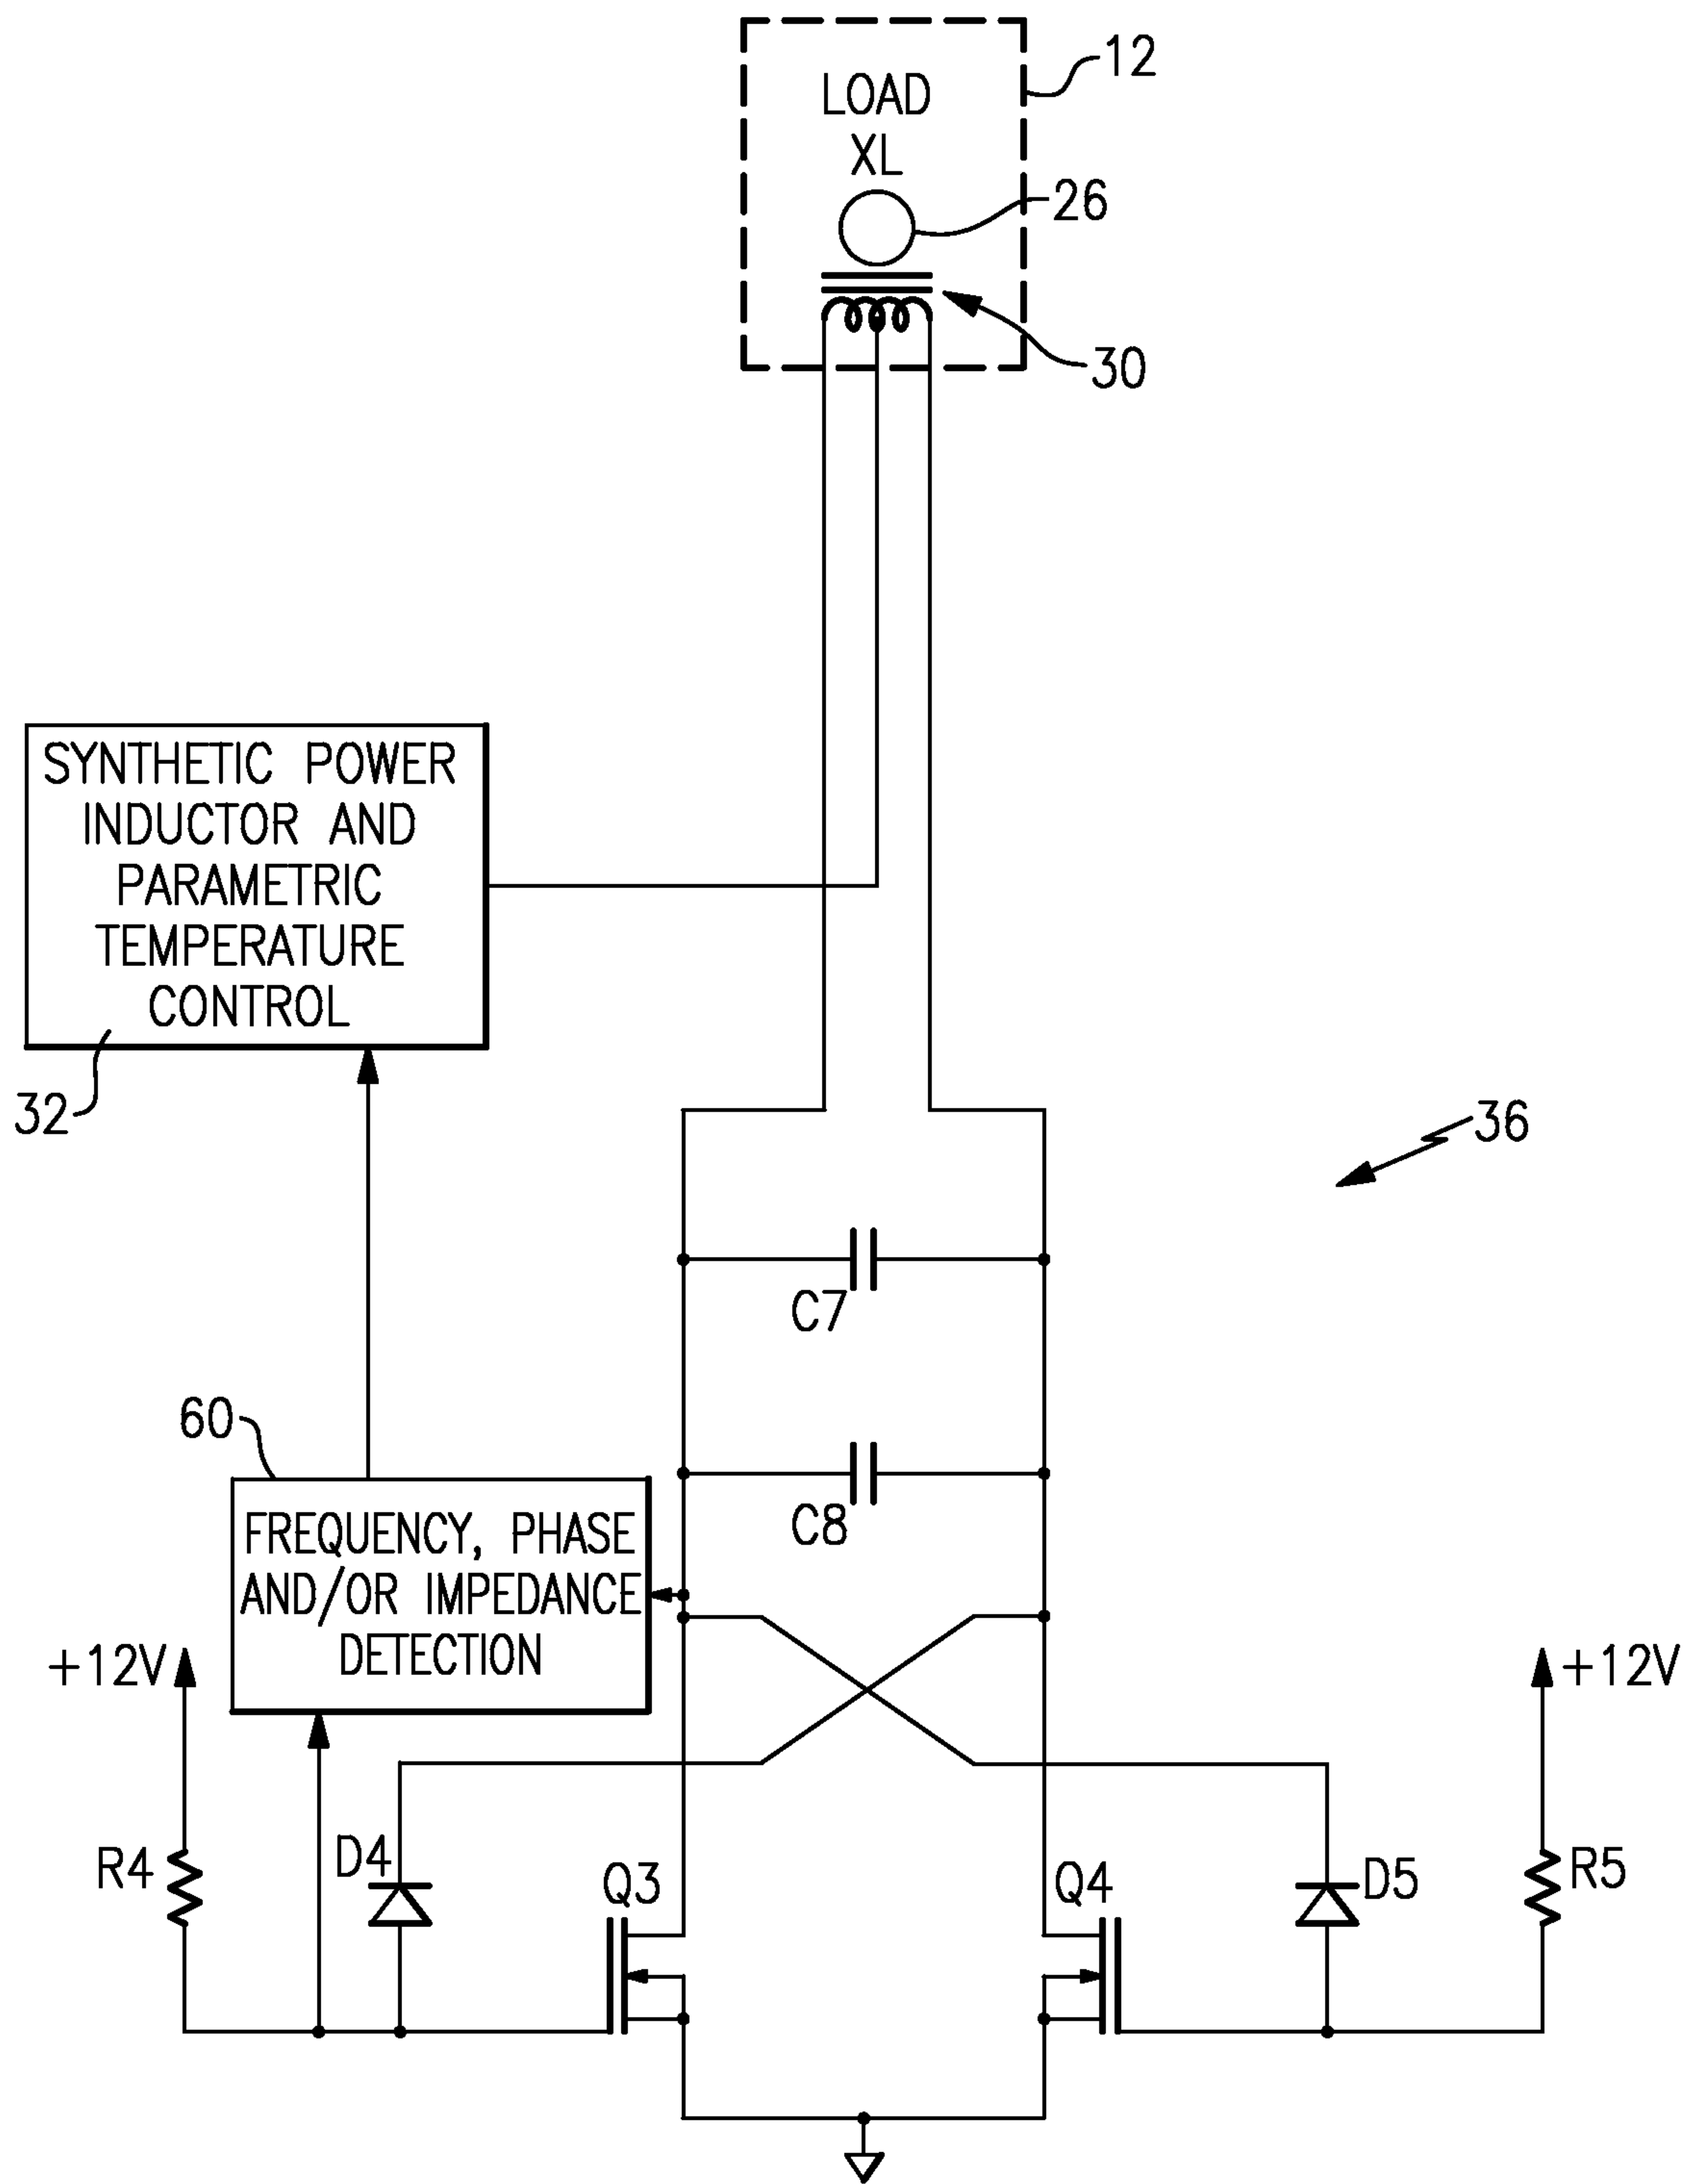 12
LOAD
XL
26
30
SYNTHETIC POWER
INDUCTOR AND
PARAMETRIC
TEMPERATURE
CONTROL
32
36
C7
60
C8
FREQUENCY, PHASE
AND/OR IMPEDANCE
DETECTION
+12V
+12V
R4
D4
Q3
Q4
D5
R5